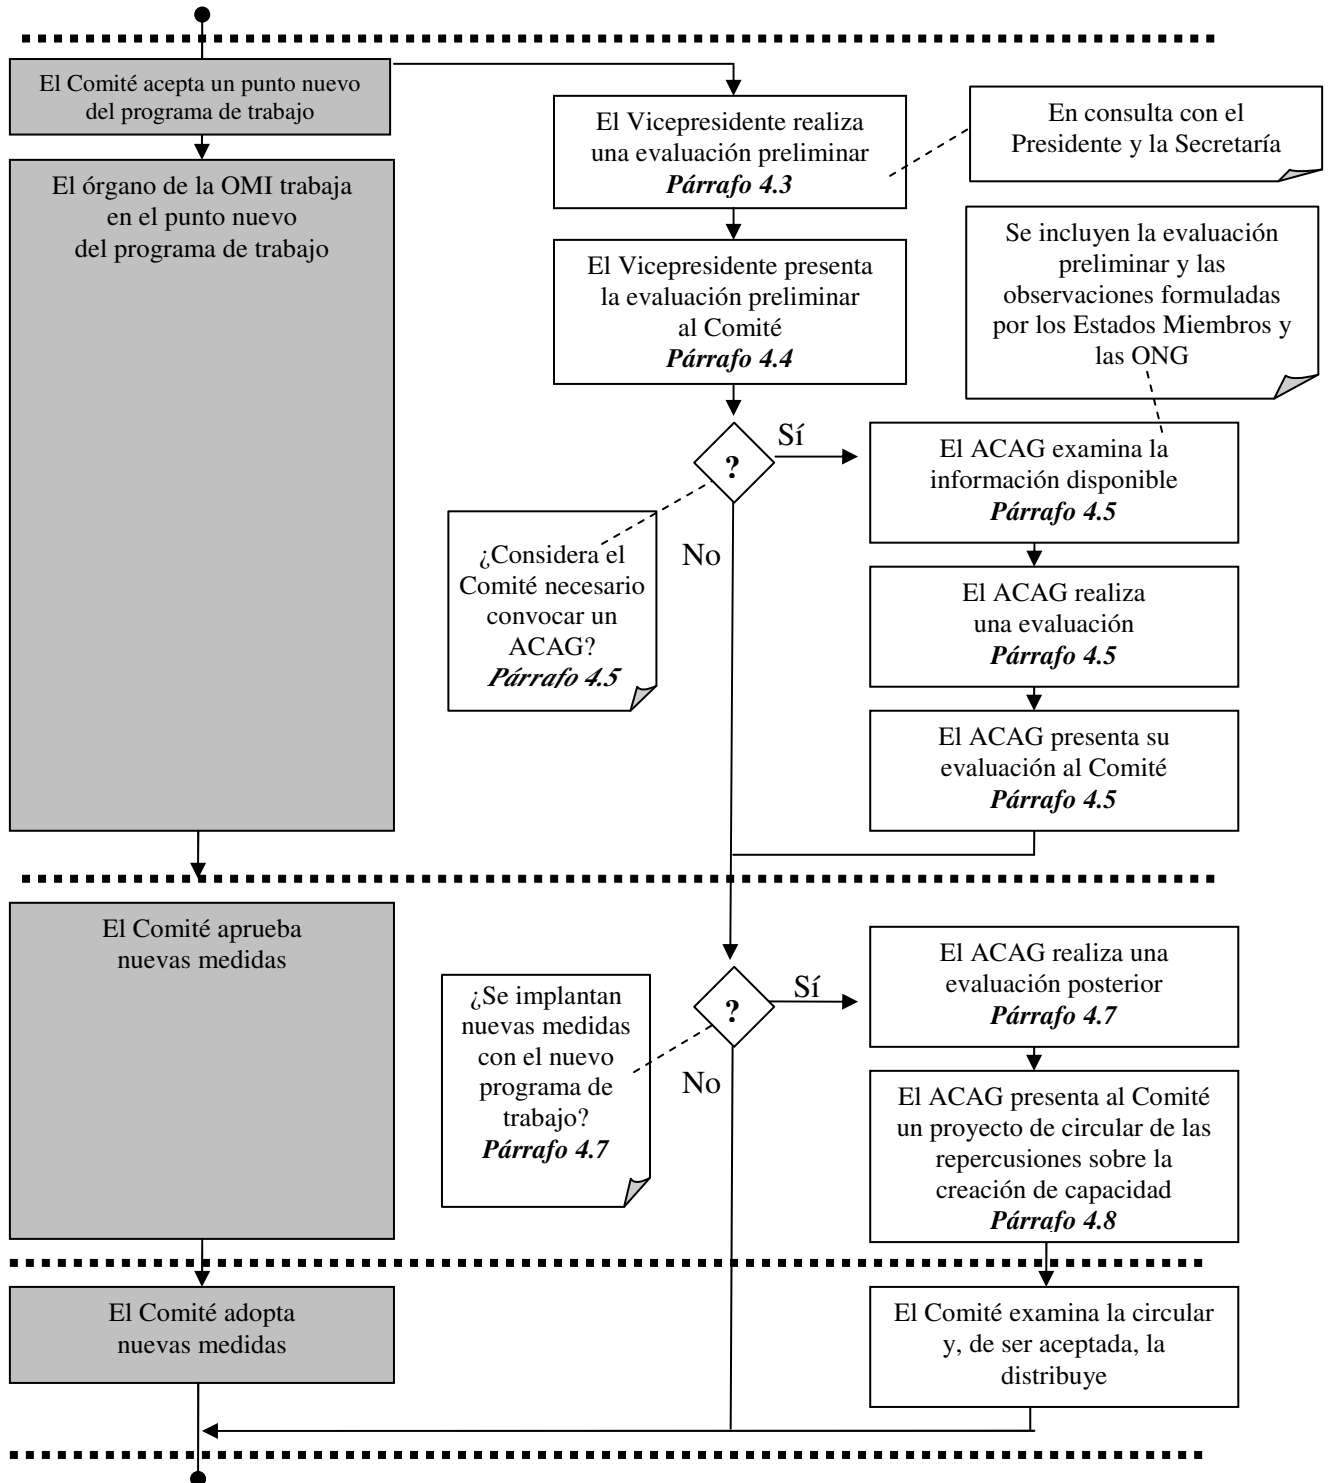 El Comité acepta un punto nuevo
del programa de trabajo
El órgano de la OMI trabaja
en el punto nuevo
del programa de trabajo
El Vicepresidente realiza
una evaluación preliminar
Párrafo 4.3
En consulta con el
Presidente y la Secretaría
El Vicepresidente presenta
la evaluación preliminar
al Comité
Párrafo 4.4
Se incluyen la evaluación
preliminar y las
observaciones formuladas
por los Estados Miembros y
las ONG
?
Sí
No
¿Considera el
Comité necesario
convocar un
ACAG?
Párrafo 4.5
El ACAG examina la
información disponible
Párrafo 4.5
El ACAG realiza
una evaluación
Párrafo 4.5
El ACAG presenta su
evaluación al Comité
Párrafo 4.5
El Comité aprueba
nuevas medidas
¿Se implantan
nuevas medidas
con el nuevo
programa de
trabajo?
Párrafo 4.7
?
Sí
No
El ACAG realiza una
evaluación posterior
Párrafo 4.7
El ACAG presenta al Comité
un proyecto de circular de las
repercusiones sobre la
creación de capacidad
Párrafo 4.8
El Comité adopta
nuevas medidas
El Comité examina la circular
y, de ser aceptada, la
distribuye